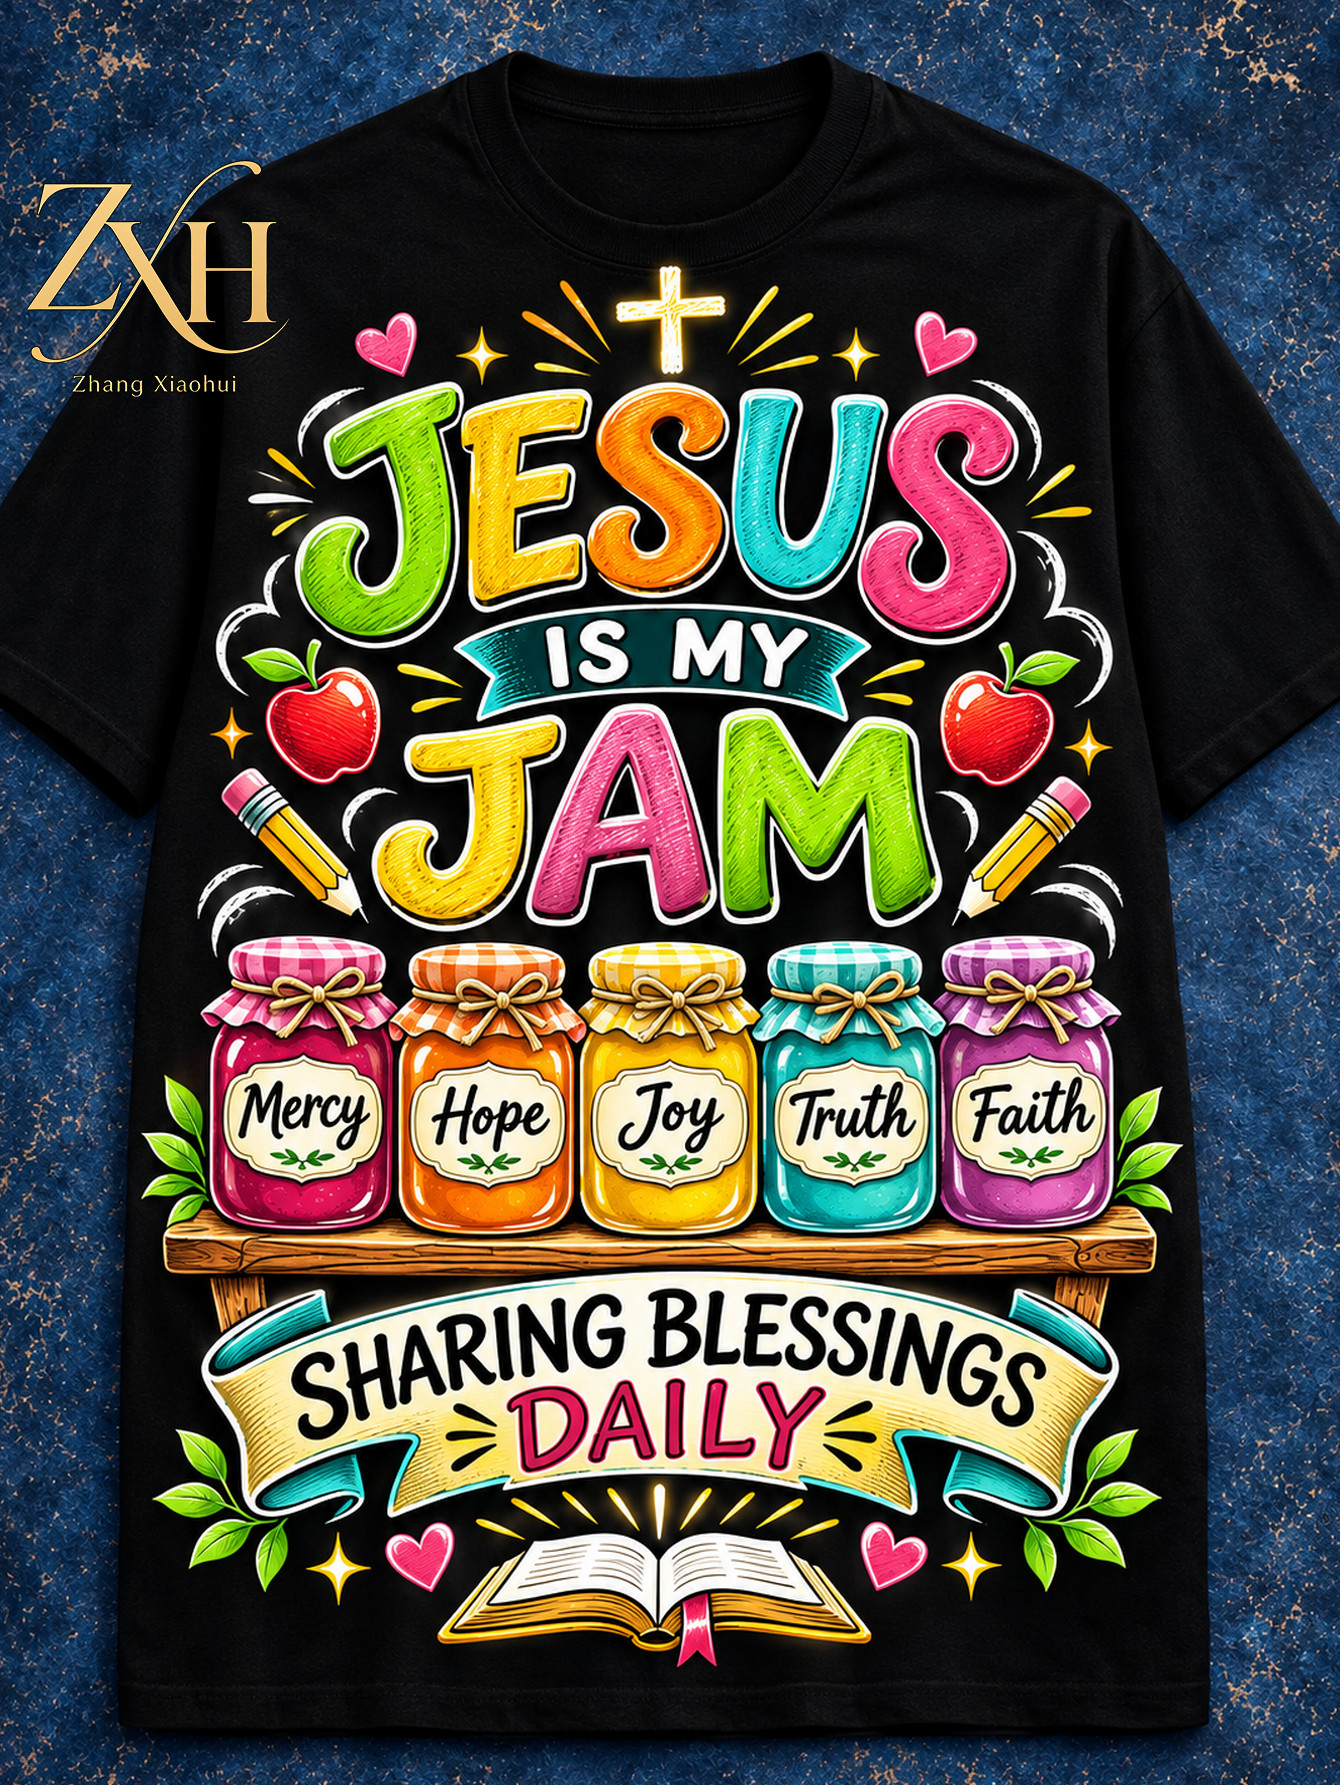 ZXH
Zhang Xiaohui
JESUS
IS MY
JAM
Mercy
Hope
Joy
Truth
Faith
SHARING BLESSINGS
DAILY